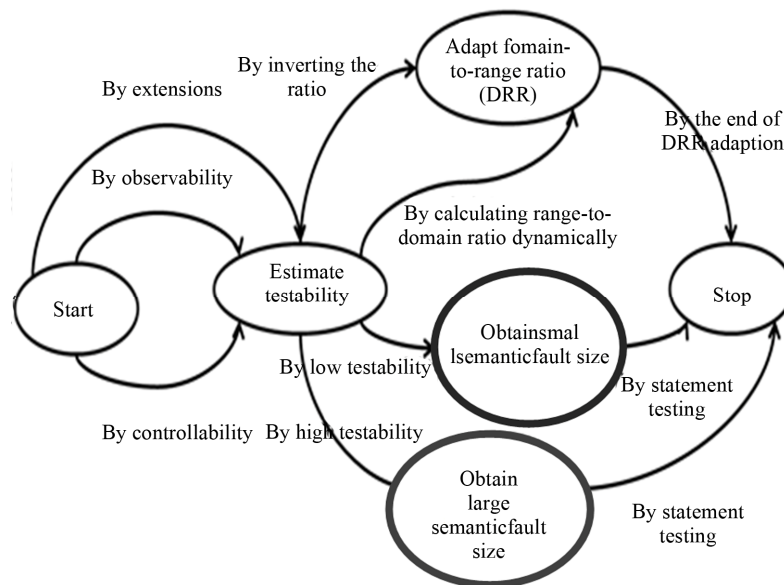 Adapt fomain-
to-range ratio
(DRR)
By inverting the
ratio
By extensions
By the end of
DRR adaption
By observability
By calculating range-to-
domain ratio dynamically
Estimate
testability
Start
Stop
Obtainsmal
lsemanticfault size
By low testability
By statement
testing
By controllability
By high testability
Obtain
large
semanticfault
size
By statement
testing